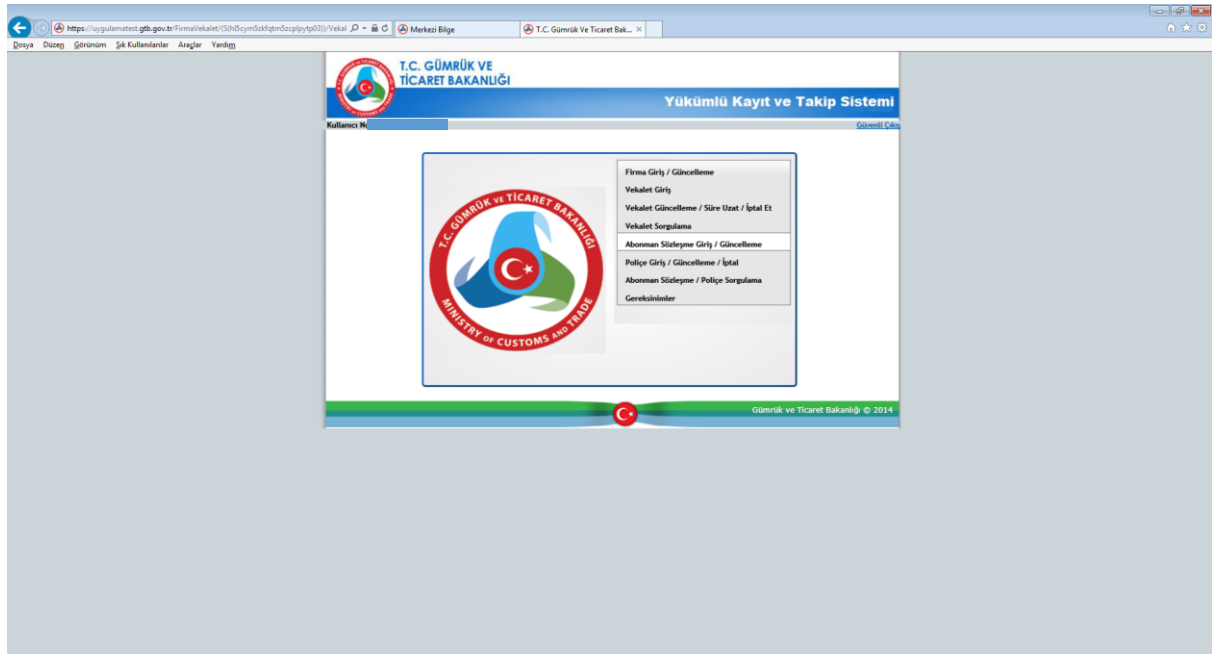 https://uygulamatest.gtb.gov.tr/FirmaVekalet/(S(hl5cym5zkfqtm5zcplpytp03))/Vekal
Merkezi Bilge
T.C. Gümrük Ve Ticaret Bak...
Dosya Düzen Görünüm Sık Kullanılanlar Araçlar Yardım
T.C. GÜMRÜK VE
TİCARET BAKANLIĞI
Yükümlü Kayıt ve Takip Sistemi
Kullanıcı
Güvenli Çıkış
T.C. GÜMRÜK VE TİCARET BAKANLIĞI
MINISTRY OF CUSTOMS AND TRADE
Firma Giriş / Güncelleme
Vekalet Giriş
Vekalet Güncelleme / Süre Uzat / İptal Et
Vekalet Sorgulama
Abonman Sözleşme Giriş / Güncelleme
Poliçe Giriş / Güncelleme / İptal
Abonman Sözleşme / Poliçe Sorgulama
Gereksinimler
Gümrük ve Ticaret Bakanlığı © 2014